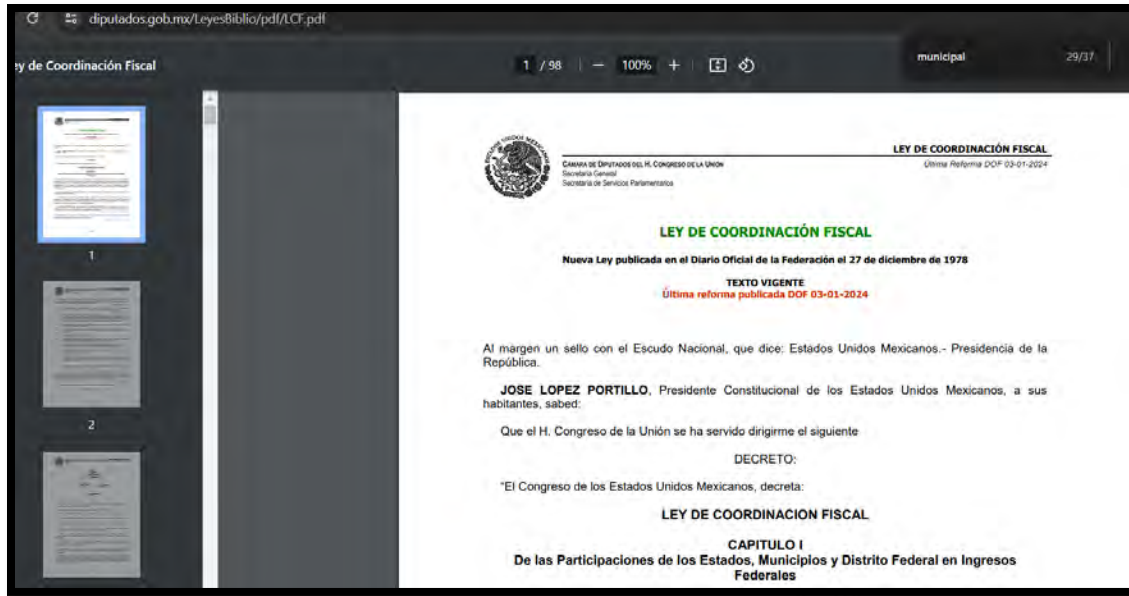 diputados.gob.mx/LeyesBiblio/pdf/LCF.pdf
ey de Coordinación Fiscal
1 / 98
100%
municipal
29/37
CÁMARA DE DIPUTADOS DEL H. CONGRESO DE LA UNIÓN
Secretaría General
Secretaría de Servicios Parlamentarios
LEY DE COORDINACIÓN FISCAL
Última Reforma DOF 03-01-2024
LEY DE COORDINACIÓN FISCAL
Nueva Ley publicada en el Diario Oficial de la Federación el 27 de diciembre de 1978
TEXTO VIGENTE
Última reforma publicada DOF 03-01-2024
Al margen un sello con el Escudo Nacional, que dice: Estados Unidos Mexicanos.- Presidencia de la
República.
JOSE LOPEZ PORTILLO, Presidente Constitucional de los Estados Unidos Mexicanos, a sus
habitantes, sabed:
Que el H. Congreso de la Unión se ha servido dirigirme el siguiente
DECRETO:
"El Congreso de los Estados Unidos Mexicanos, decreta:
LEY DE COORDINACION FISCAL
CAPITULO I
De las Participaciones de los Estados, Municipios y Distrito Federal en Ingresos
Federales
1
2